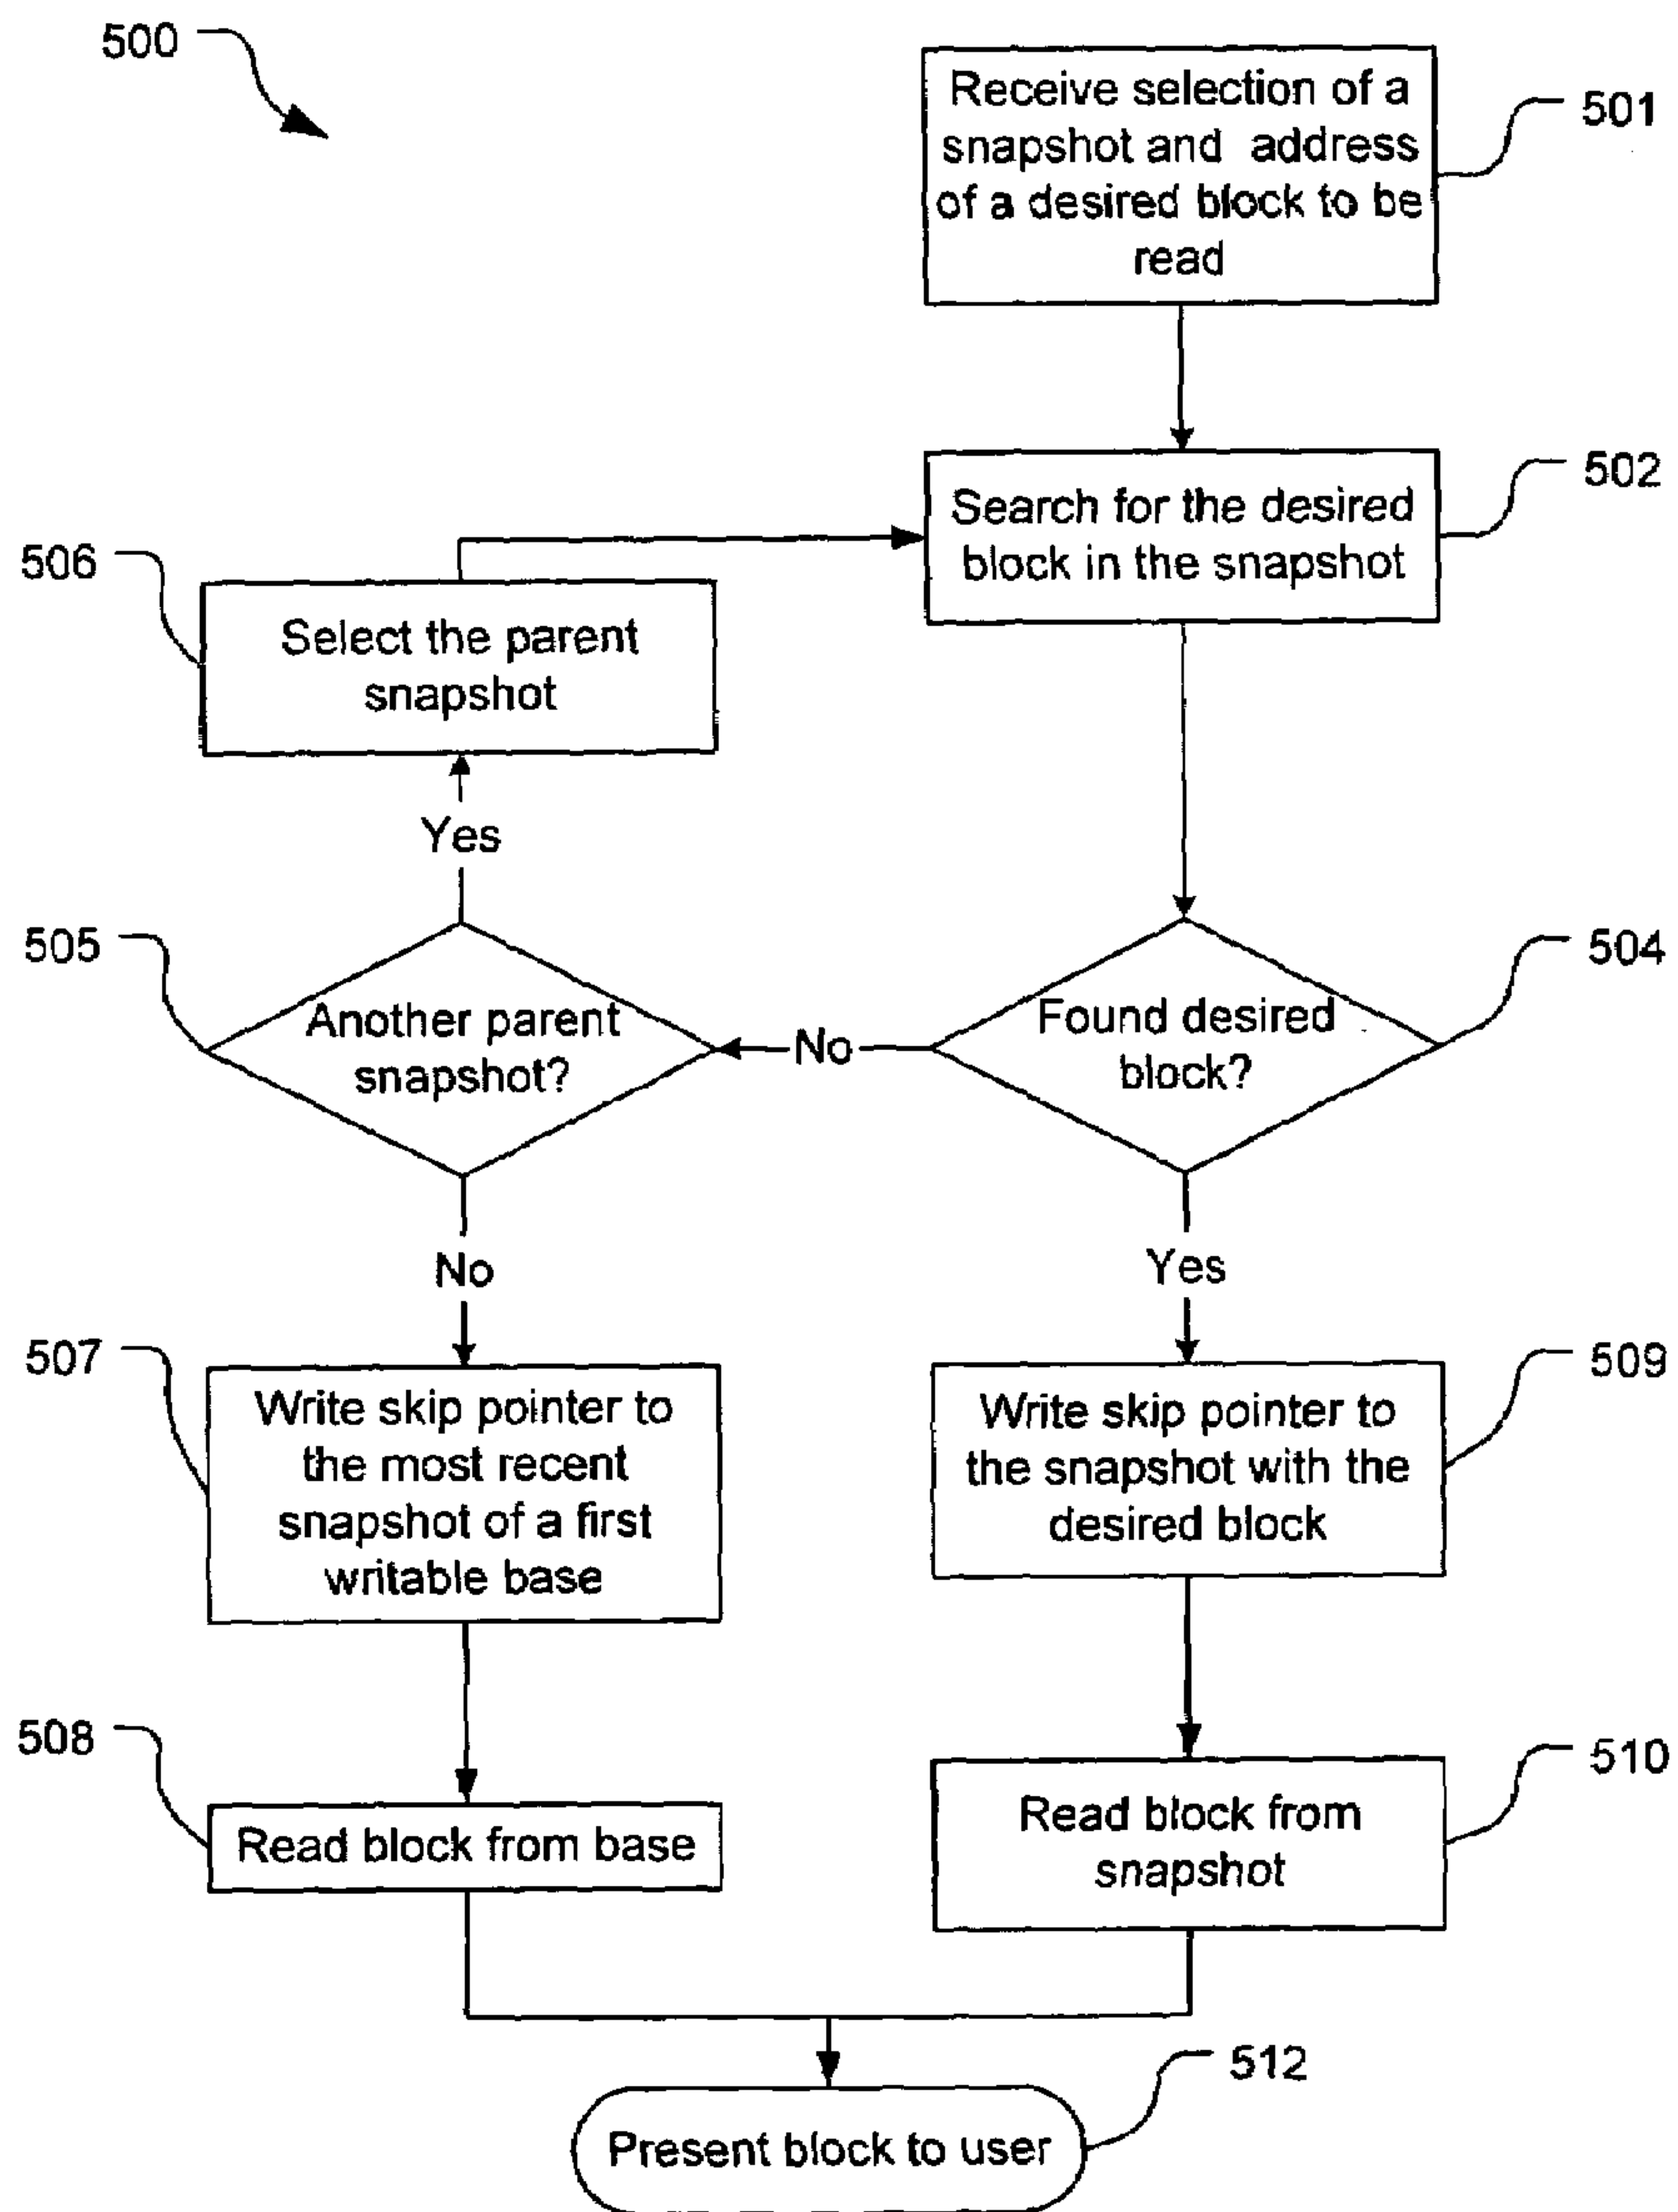 500
Receive selection of a
snapshot and address
of a desired block to be
read
501
Search for the desired
block in the snapshot
502
506
Select the parent
snapshot
Yes
505
Another parent
snapshot?
No
Found desired
block?
504
No
Yes
507
Write skip pointer to
the most recent
snapshot of a first
writable base
Write skip pointer to
the snapshot with the
desired block
509
508
Read block from base
Read block from
snapshot
510
512
Present block to user